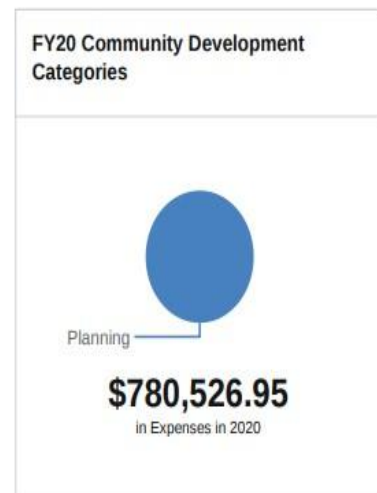 FY20 Community Development
Categories
Planning
$780,526.95
in Expenses in 2020